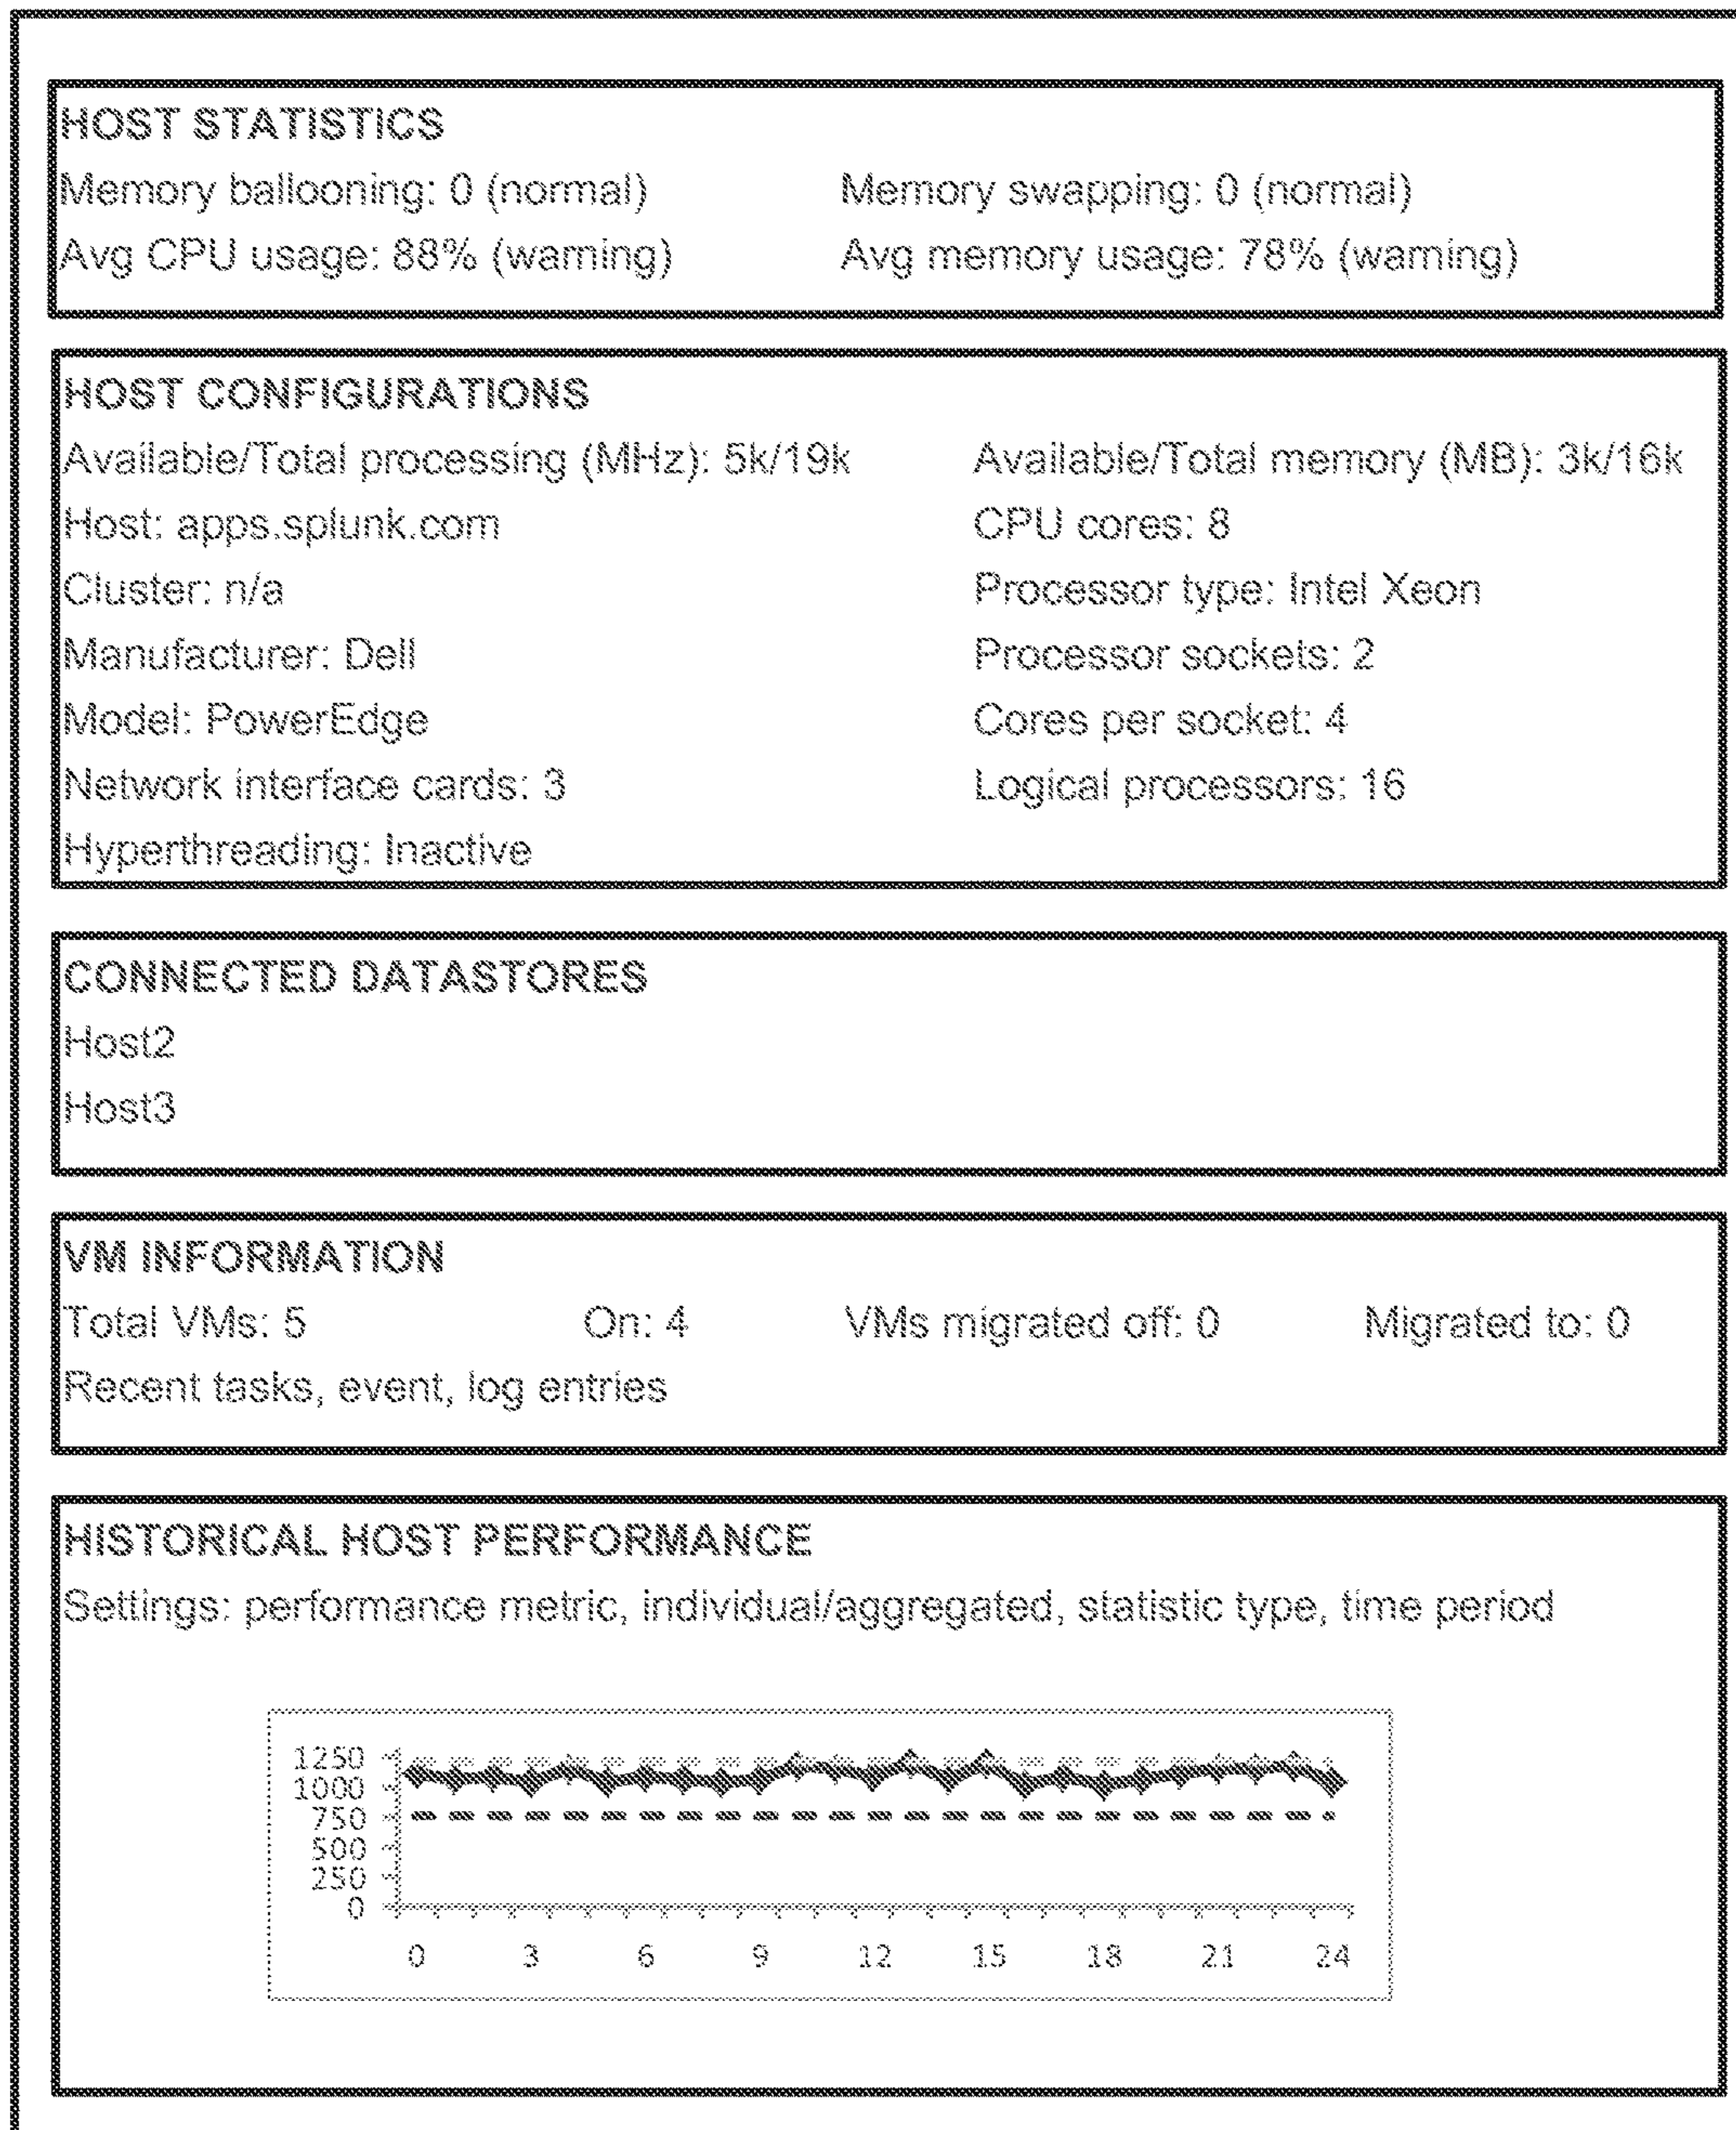 HOST STATISTICS
Memory ballooning: 0 (normal) Memory swapping: 0 (normal)
Avg CPU usage: 88% (warning) Avg memory usage: 78% (warning)
HOST CONFIGURATIONS
Available/Total processing (MHz): 5k/19k Available/Total memory (MB): 3k/16k
Host: apps.splunk.com CPU cores: 8
Cluster: n/a Processor type: Intel Xeon
Manufacturer: Dell Processor sockets: 2
Model: PowerEdge Cores per socket: 4
Network interface cards: 3 Logical processors: 16
Hyperthreading: Inactive
CONNECTED DATASTORES
Host2
Host3
VM INFORMATION
Total VMs: 5 On: 4 VMs migrated off: 0 Migrated to: 0
Recent tasks, event, log entries
HISTORICAL HOST PERFORMANCE
Settings: performance metric, individual/aggregated, statistic type, time period
1250
1000
750
500
250
0
0 3 6 9 12 15 18 21 24